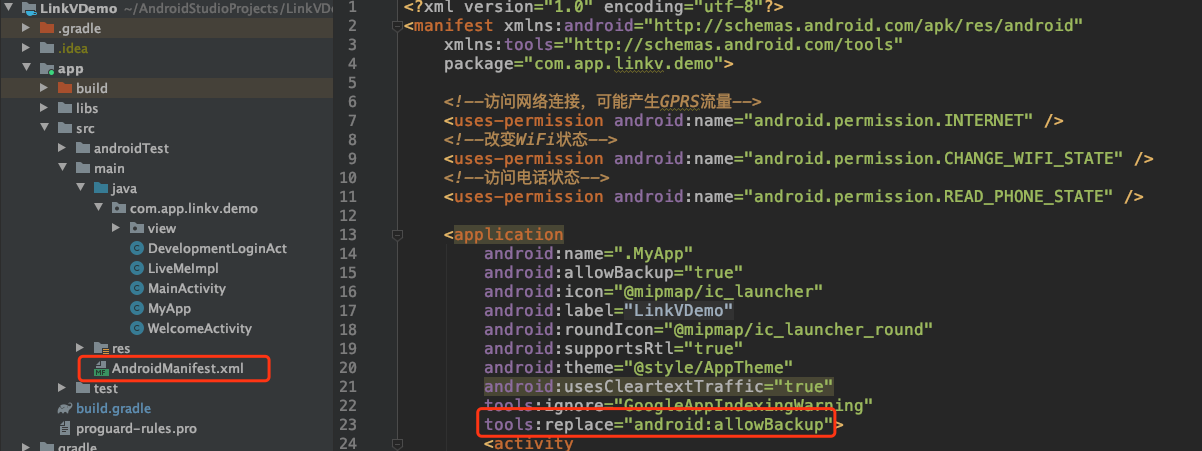 LinkVDemo ~/AndroidStudioProjects/LinkVD
.gradle
.idea
app
build
libs
src
androidTest
main
java
com.app.linkv.demo
view
DevelopmentLoginAct
LiveMeImpl
MainActivity
MyApp
WelcomeActivity
res
AndroidManifest.xml
test
build.gradle
proguard-rules.pro
gradle
1 <?xml version="1.0" encoding="utf-8"?>
2 <manifest xmlns:android="http://schemas.android.com/apk/res/android"
3 xmlns:tools="http://schemas.android.com/tools"
4 package="com.app.linkv.demo">
5
6 <!--访问网络连接，可能产生GPRS流量-->
7 <uses-permission android:name="android.permission.INTERNET" />
8 <!--改变WiFi状态-->
9 <uses-permission android:name="android.permission.CHANGE_WIFI_STATE" />
10 <!--访问电话状态-->
11 <uses-permission android:name="android.permission.READ_PHONE_STATE" />
12
13 <application
14 android:name=".MyApp"
15 android:allowBackup="true"
16 android:icon="@mipmap/ic_launcher"
17 android:label="LinkVDemo"
18 android:roundIcon="@mipmap/ic_launcher_round"
19 android:supportsRtl="true"
20 android:theme="@style/AppTheme"
21 android:usesCleartextTraffic="true"
22 tools:ignore="GoogleAppIndexingWarning"
23 tools:replace="android:allowBackup">
24 <activity